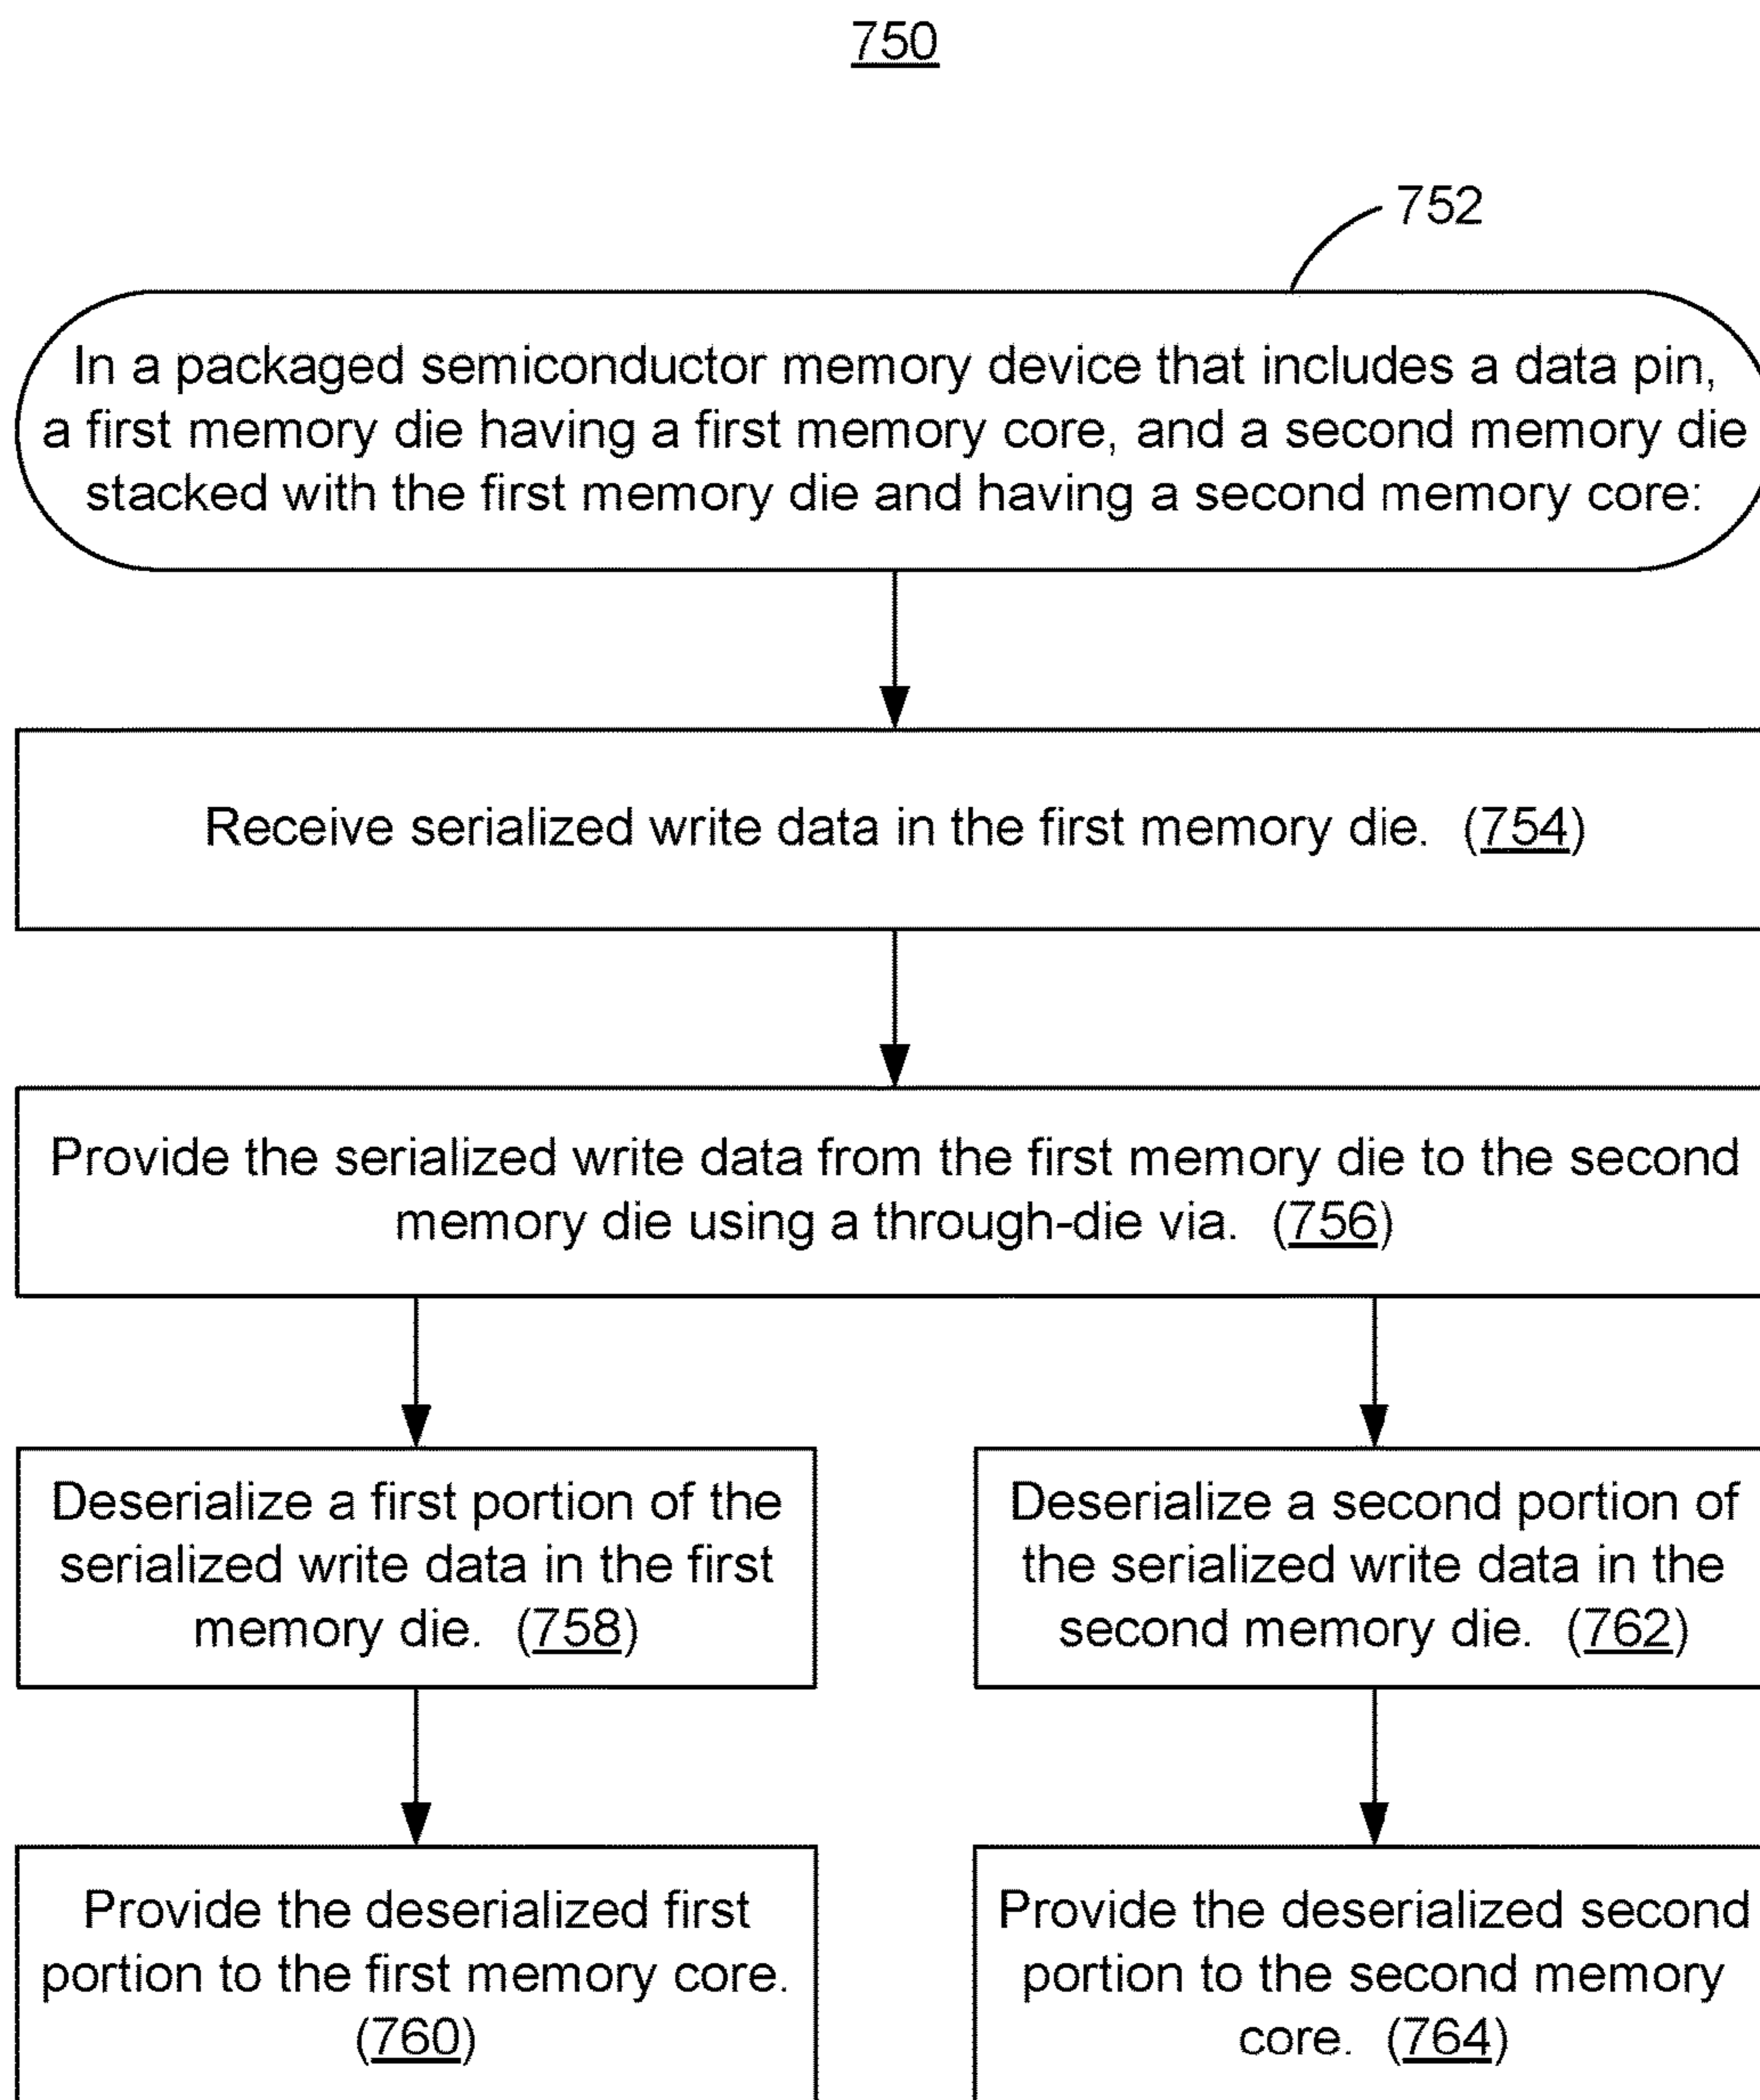 750
752
In a packaged semiconductor memory device that includes a data pin,
a first memory die having a first memory core, and a second memory die
stacked with the first memory die and having a second memory core:
Receive serialized write data in the first memory die. (754)
Provide the serialized write data from the first memory die to the second
memory die using a through-die via. (756)
Deserialize a first portion of the
serialized write data in the first
memory die. (758)
Deserialize a second portion of
the serialized write data in the
second memory die. (762)
Provide the deserialized first
portion to the first memory core.
(760)
Provide the deserialized second
portion to the second memory
core. (764)